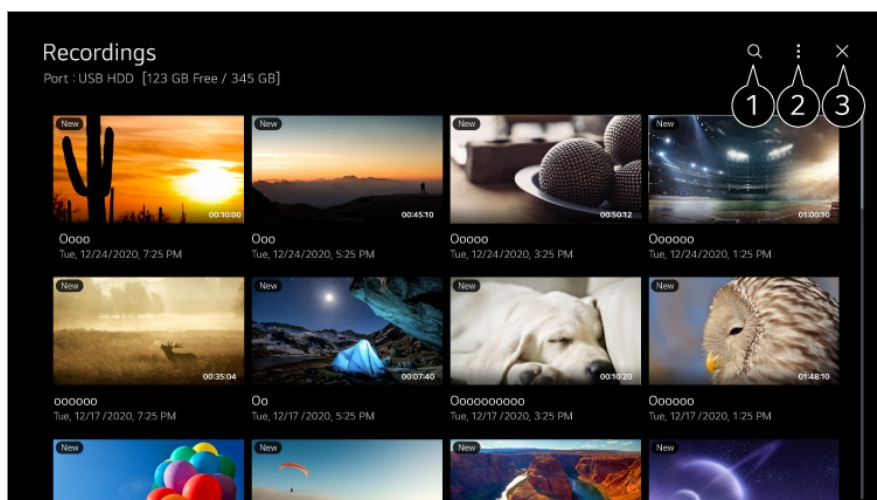 Recordings
Port : USB HDD [123 GB Free / 345 GB]
1 2 3
New New New New
00:10:00 00:45:10 00:50:12 01:00:10
Oooo Ooo Ooooo Oooooo
Tue, 12/24/2020, 7:25 PM Tue, 12/24/2020, 5:25 PM Tue, 12/24/2020, 3:25 PM Tue, 12/24/2020, 1:25 PM
New New New New
00:35:04 00:07:40 00:10:20 01:48:10
oooooo Oo Oooooooooo Oooooo
Tue, 12/17/2020, 7:25 PM Tue, 12/17/2020, 5:25 PM Tue, 12/17/2020, 3:25 PM Tue, 12/17/2020, 1:25 PM
New New New New